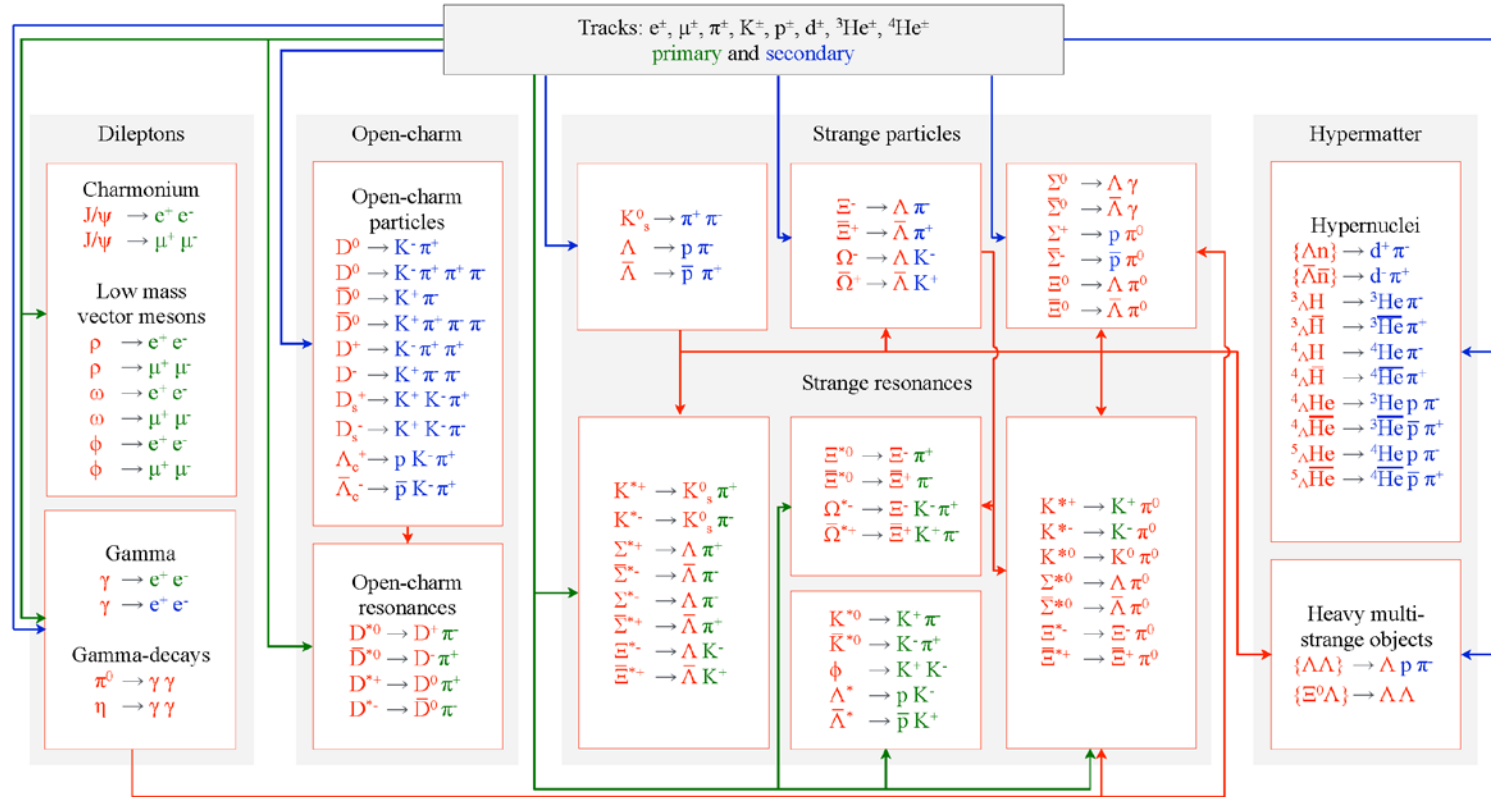 Tracks: e±, μ±, π±, K±, p±, d±, ³He±, ⁴He±
primary and secondary
Dileptons
Charmonium
J/ψ → e⁺ e⁻
J/ψ → μ⁺ μ⁻
Low mass
vector mesons
ρ → e⁺ e⁻
ρ → μ⁺ μ⁻
ω → e⁺ e⁻
ω → μ⁺ μ⁻
ϕ → e⁺ e⁻
ϕ → μ⁺ μ⁻
Gamma
γ → e⁺ e⁻
γ → e⁺ e⁻
Gamma-decays
π⁰ → γ γ
η → γ γ
Open-charm
Open-charm
particles
D⁰ → K⁻ π⁺
D⁰ → K⁻ π⁺ π⁺ π⁻
D̅⁰ → K⁺ π⁻
D̅⁰ → K⁺ π⁺ π⁻ π⁻
D⁺ → K⁻ π⁺ π⁺
D⁻ → K⁺ π⁻ π⁻
Dₛ⁺ → K⁺ K⁻ π⁺
Dₛ⁻ → K⁺ K⁻ π⁻
Λc⁺ → p K⁻ π⁺
Λ̅c⁻ → p̅ K⁻ π⁺
Open-charm
resonances
D*⁰ → D⁺ π⁻
D̅*⁰ → D⁻ π⁺
D*⁺ → D⁰ π⁺
D*⁻ → D̅⁰ π⁻
Strange particles
K⁰ₛ → π⁺ π⁻
Λ → p π⁻
Λ̅ → p̅ π⁺
Ξ⁻ → Λ π⁻
Ξ̅⁺ → Λ̅ π⁺
Ω⁻ → Λ K⁻
Ω̅⁺ → Λ̅ K⁺
Σ⁰ → Λ γ
Σ̅⁰ → Λ̅ γ
Σ⁺ → p π⁰
Σ̅⁻ → p̅ π⁰
Ξ⁰ → Λ π⁰
Ξ̅⁰ → Λ̅ π⁰
Strange resonances
K*⁺ → K⁰ₛ π⁺
K*⁻ → K⁰ₛ π⁻
Σ*⁺ → Λ π⁺
Σ̅*⁻ → Λ̅ π⁻
Σ*⁻ → Λ π⁻
Σ̅*⁺ → Λ̅ π⁺
Ξ*⁻ → Λ K⁻
Ξ̅*⁺ → Λ̅ K⁺
Ξ*⁰ → Ξ⁻ π⁺
Ξ̅*⁰ → Ξ̅⁺ π⁻
Ω*⁻ → Ξ⁻ K⁻ π⁺
Ω̅*⁺ → Ξ̅⁺ K⁺ π⁻
K*⁰ → K⁺ π⁻
K̅*⁰ → K⁻ π⁺
ϕ → K⁺ K⁻
Λ* → p K⁻
Λ̅* → p̅ K⁺
K*⁺ → K⁺ π⁰
K*⁻ → K⁻ π⁰
K*⁰ → K⁰ π⁰
Σ*⁰ → Λ π⁰
Σ̅*⁰ → Λ̅ π⁰
Ξ*⁻ → Ξ⁻ π⁰
Ξ̅*⁺ → Ξ̅⁺ π⁰
Hypermatter
Hypernuclei
{Λn} → d⁺ π⁻
{Λ̅n̅} → d⁻ π⁺
³ΛH → ³He π⁻
³ΛH̅ → ³H̅e̅ π⁺
⁴ΛH → ⁴He π⁻
⁴ΛH̅ → ⁴H̅e̅ π⁺
⁴ΛHe → ³He p π⁻
⁴ΛH̅e̅ → ³H̅e̅ p̅ π⁺
⁵ΛHe → ⁴He p π⁻
⁵ΛH̅e̅ → ⁴H̅e̅ p̅ π⁺
Heavy multi-
strange objects
{ΛΛ} → Λ p π⁻
{Ξ⁰Λ} → Λ Λ